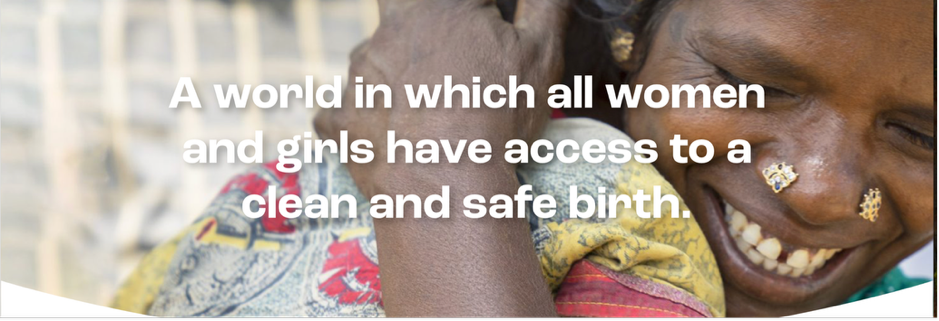 A world in which all women
and girls have access to a
clean and safe birth.